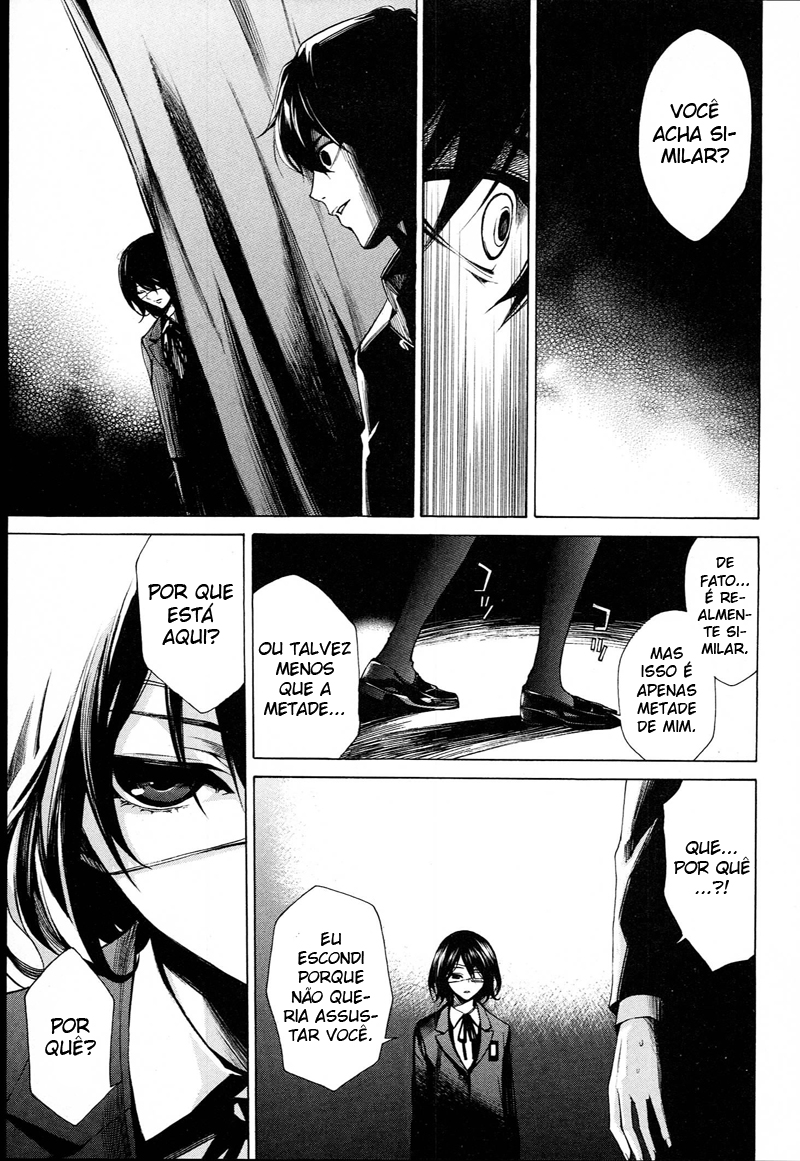 VOCÊ
ACHA SI-
MILAR?
DE
FATO...
É RE-
ALMEN-
TE SI-
MILAR.
MAS
ISSO É
APENAS
METADE
DE MIM.
OU TALVEZ
MENOS
QUE A
METADE...
QUE...
POR QUÊ
...?!
EU
ESCONDI
PORQUE
NÃO QUE-
RIA ASSUS-
TAR VOCÊ.
POR QUE
ESTÁ
AQUI?
POR
QUÊ?